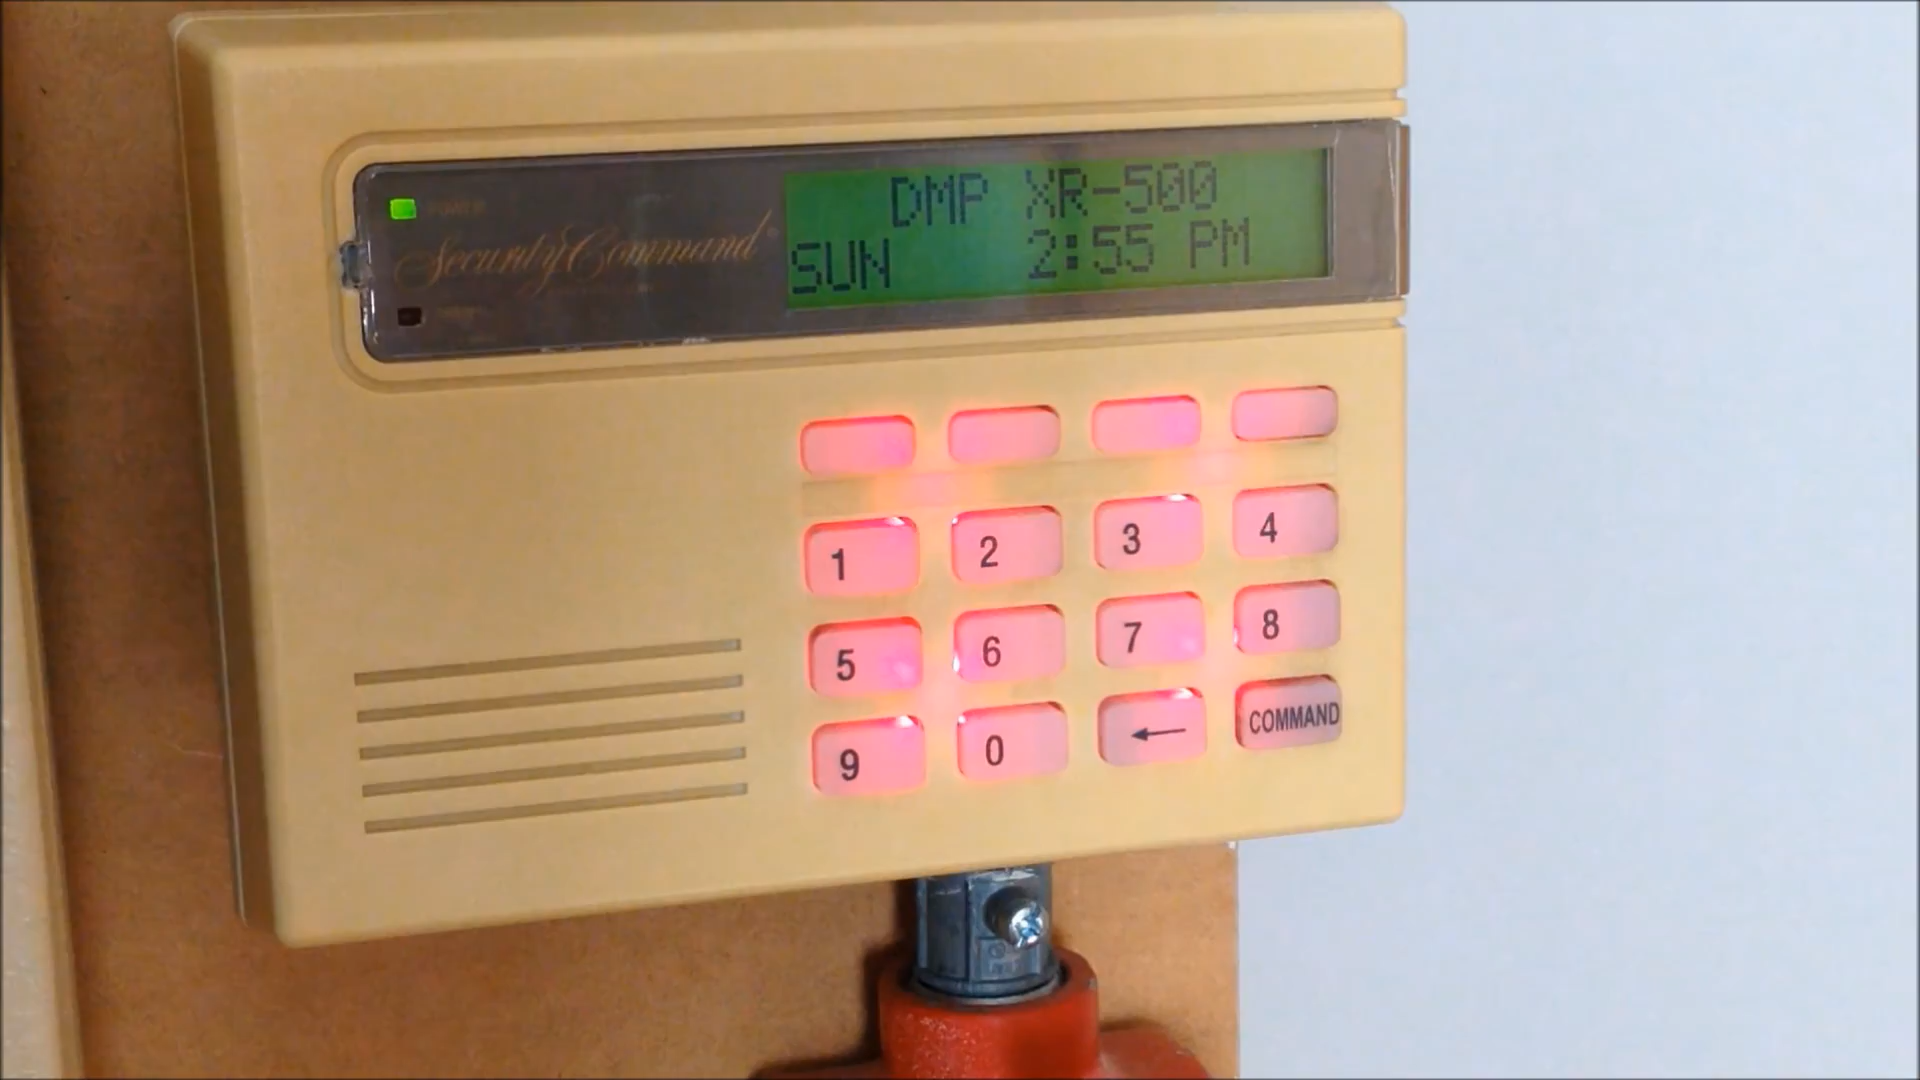 POWER
DMP XR-500
Security Command®
SUN 2:55 PM
1 2 3 4
5 6 7 8
9 0 ←
COMMAND